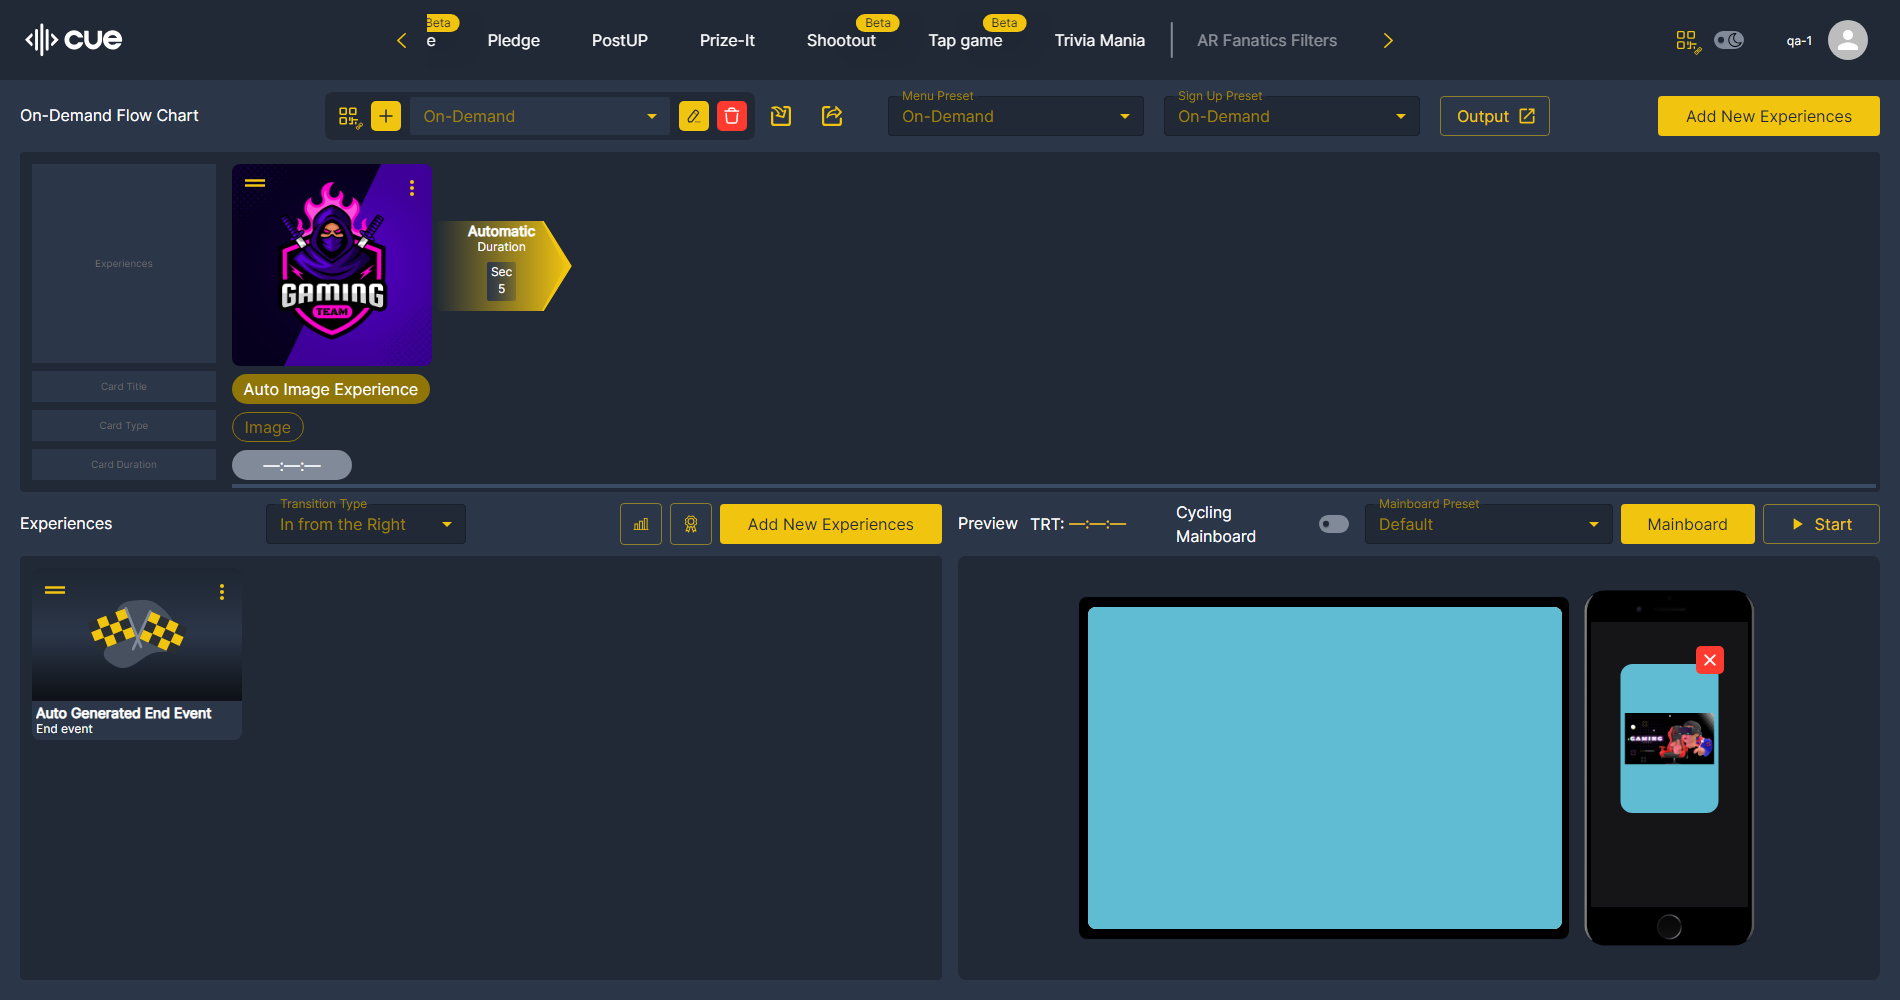 cue
Beta
e
Pledge
PostUP
Prize-It
Beta
Shootout
Beta
Tap game
Trivia Mania
AR Fanatics Filters
qa-1
On-Demand Flow Chart
On-Demand
Menu Preset
On-Demand
Sign Up Preset
On-Demand
Output
Add New Experiences
Experiences
GAMING
TEAM
Automatic
Duration
Sec
5
Card Title
Auto Image Experience
Card Type
Image
Card Duration
—:—:—
Experiences
Transition Type
In from the Right
Add New Experiences
Preview
TRT: —:—:—
Cycling
Mainboard
Mainboard Preset
Default
Mainboard
Start
Auto Generated End Event
End event
GAMING